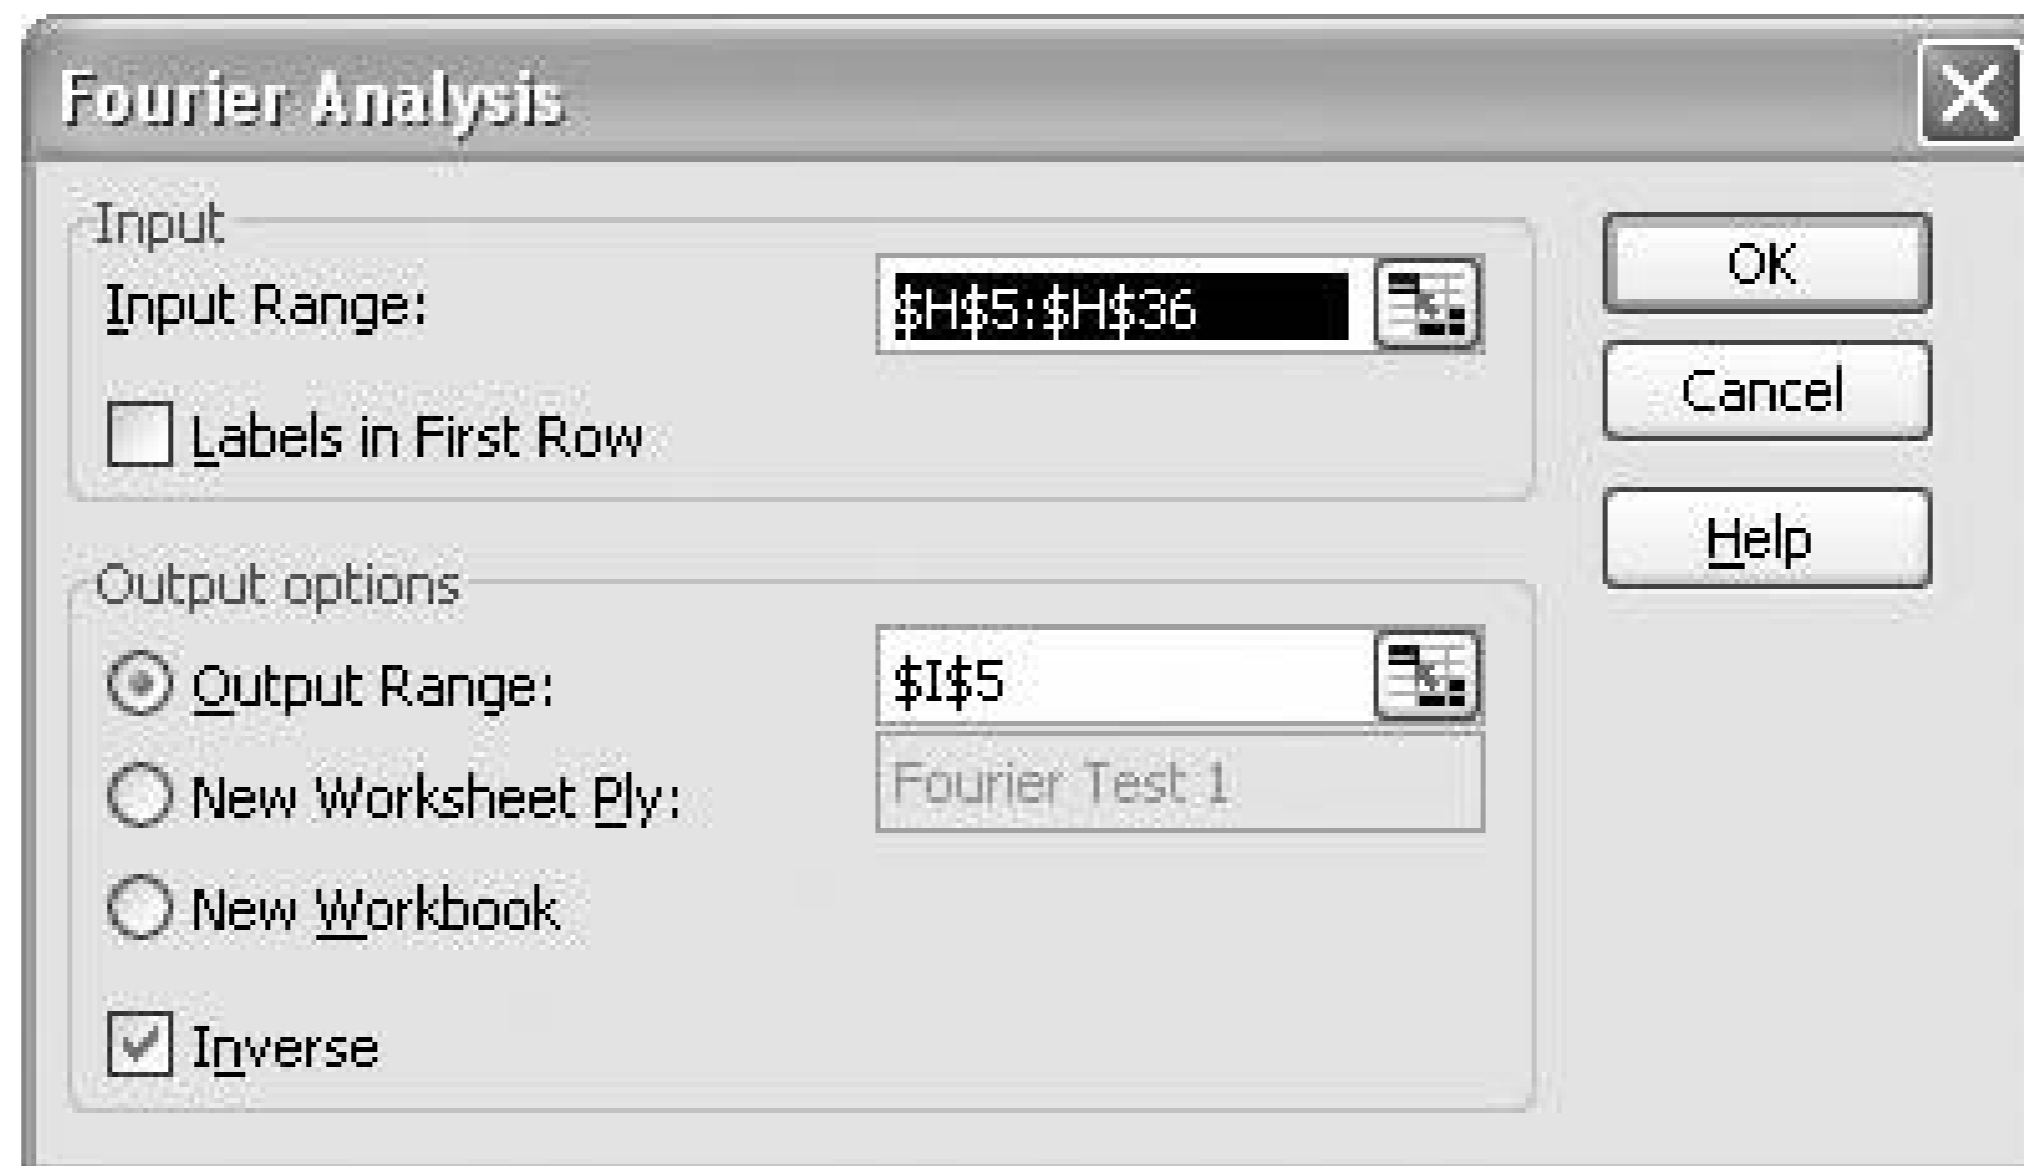 Fourier Analysis
Input
Input Range: $H$5:$H$36
Labels in First Row
OK
Cancel
Help
Output options
Output Range: $I$5
New Worksheet Ply: Fourier Test 1
New Workbook
Inverse